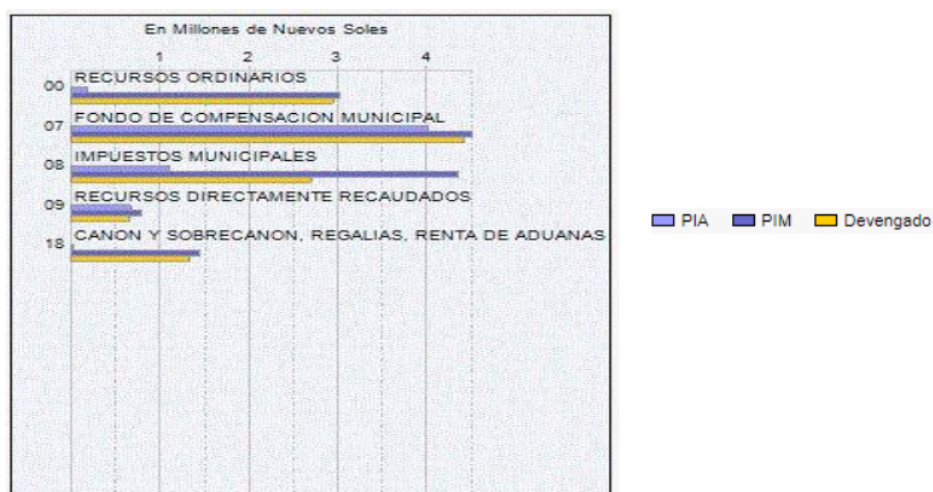 En Millones de Nuevos Soles
1 2 3 4
00 RECURSOS ORDINARIOS
07 FONDO DE COMPENSACION MUNICIPAL
08 IMPUESTOS MUNICIPALES
09 RECURSOS DIRECTAMENTE RECAUDADOS
18 CANON Y SOBRECANON, REGALIAS, RENTA DE ADUANAS
PIA PIM Devengado